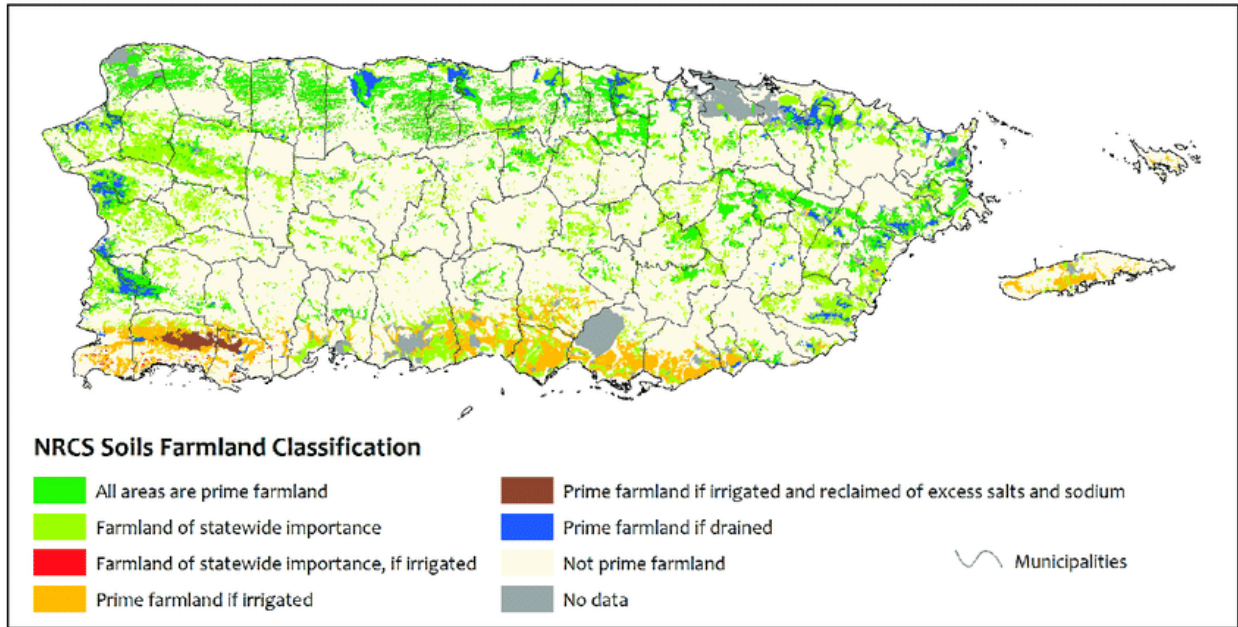 NRCS Soils Farmland Classification
All areas are prime farmland
Farmland of statewide importance
Farmland of statewide importance, if irrigated
Prime farmland if irrigated
Prime farmland if irrigated and reclaimed of excess salts and sodium
Prime farmland if drained
Not prime farmland
No data
Municipalities